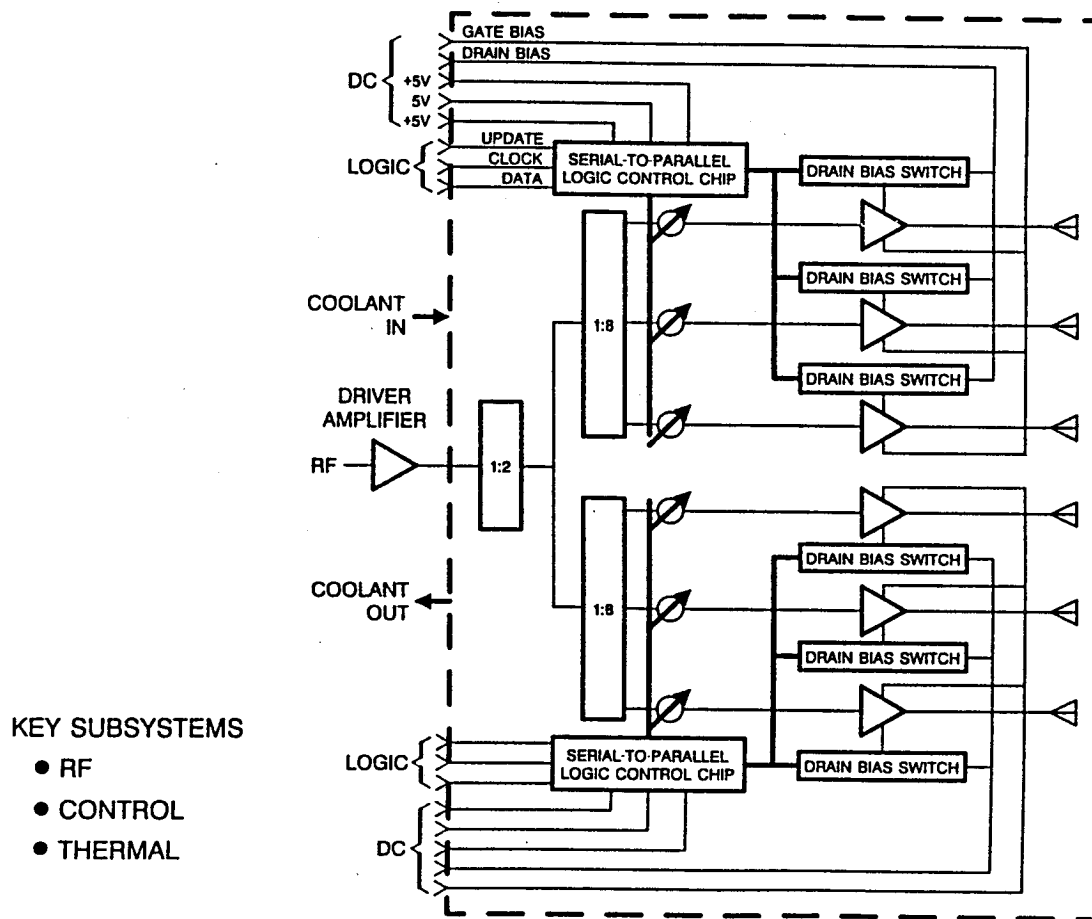 GATE BIAS
DRAIN BIAS
DC
+5V
5V
+5V
UPDATE
LOGIC
CLOCK
DATA
SERIAL-TO-PARALLEL
LOGIC CONTROL CHIP
DRAIN BIAS SWITCH
DRAIN BIAS SWITCH
COOLANT
IN
1:8
DRAIN BIAS SWITCH
DRIVER
AMPLIFIER
RF
1:2
DRAIN BIAS SWITCH
COOLANT
OUT
1:8
DRAIN BIAS SWITCH
KEY SUBSYSTEMS
● RF
● CONTROL
● THERMAL
LOGIC
SERIAL-TO-PARALLEL
LOGIC CONTROL CHIP
DRAIN BIAS SWITCH
DC